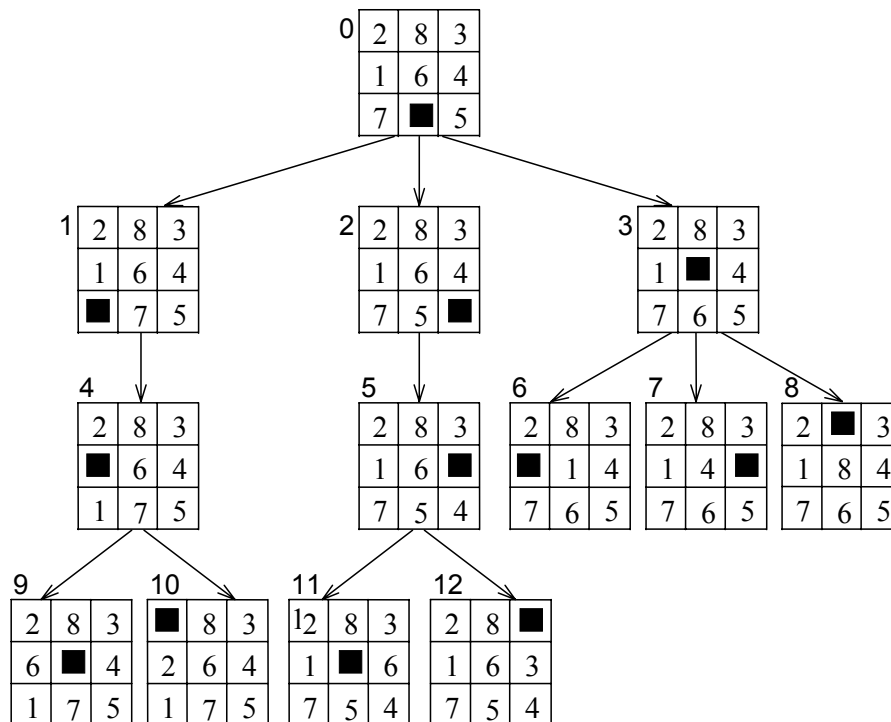 0
2 8 3
1 6 4
7 5
1 2 3
2 8 3 2 8 3 2 8 3
1 6 4 1 6 4 1 4
7 5 7 5 7 6 5
4 5 6 7 8
2 8 3 2 8 3 2 8 3 2 8 3 2 3
6 4 1 6 1 4 1 4 1 8 4
1 7 5 7 5 4 7 6 5 7 6 5 7 6 5
9 10 11 12
2 8 3 8 3 12 8 3 2 8
6 4 2 6 4 1 6 1 6 3
1 7 5 1 7 5 7 5 4 7 5 4